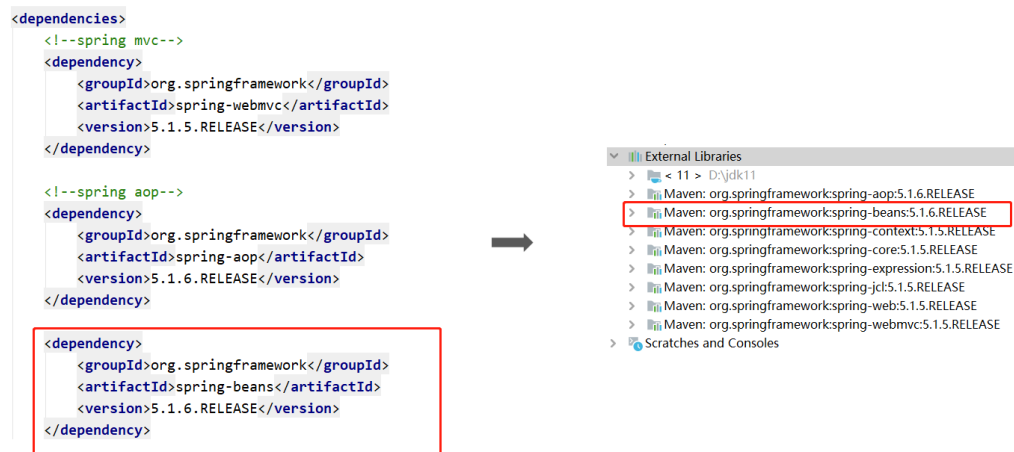 <dependencies>
<!--spring mvc-->
<dependency>
<groupId>org.springframework</groupId>
<artifactId>spring-webmvc</artifactId>
<version>5.1.5.RELEASE</version>
</dependency>
<!--spring aop-->
<dependency>
<groupId>org.springframework</groupId>
<artifactId>spring-aop</artifactId>
<version>5.1.6.RELEASE</version>
</dependency>
<dependency>
<groupId>org.springframework</groupId>
<artifactId>spring-beans</artifactId>
<version>5.1.6.RELEASE</version>
</dependency>
External Libraries
< 11 > D:\jdk11
Maven: org.springframework:spring-aop:5.1.6.RELEASE
Maven: org.springframework:spring-beans:5.1.6.RELEASE
Maven: org.springframework:spring-context:5.1.5.RELEASE
Maven: org.springframework:spring-core:5.1.5.RELEASE
Maven: org.springframework:spring-expression:5.1.5.RELEASE
Maven: org.springframework:spring-jcl:5.1.5.RELEASE
Maven: org.springframework:spring-web:5.1.5.RELEASE
Maven: org.springframework:spring-webmvc:5.1.5.RELEASE
Scratches and Consoles